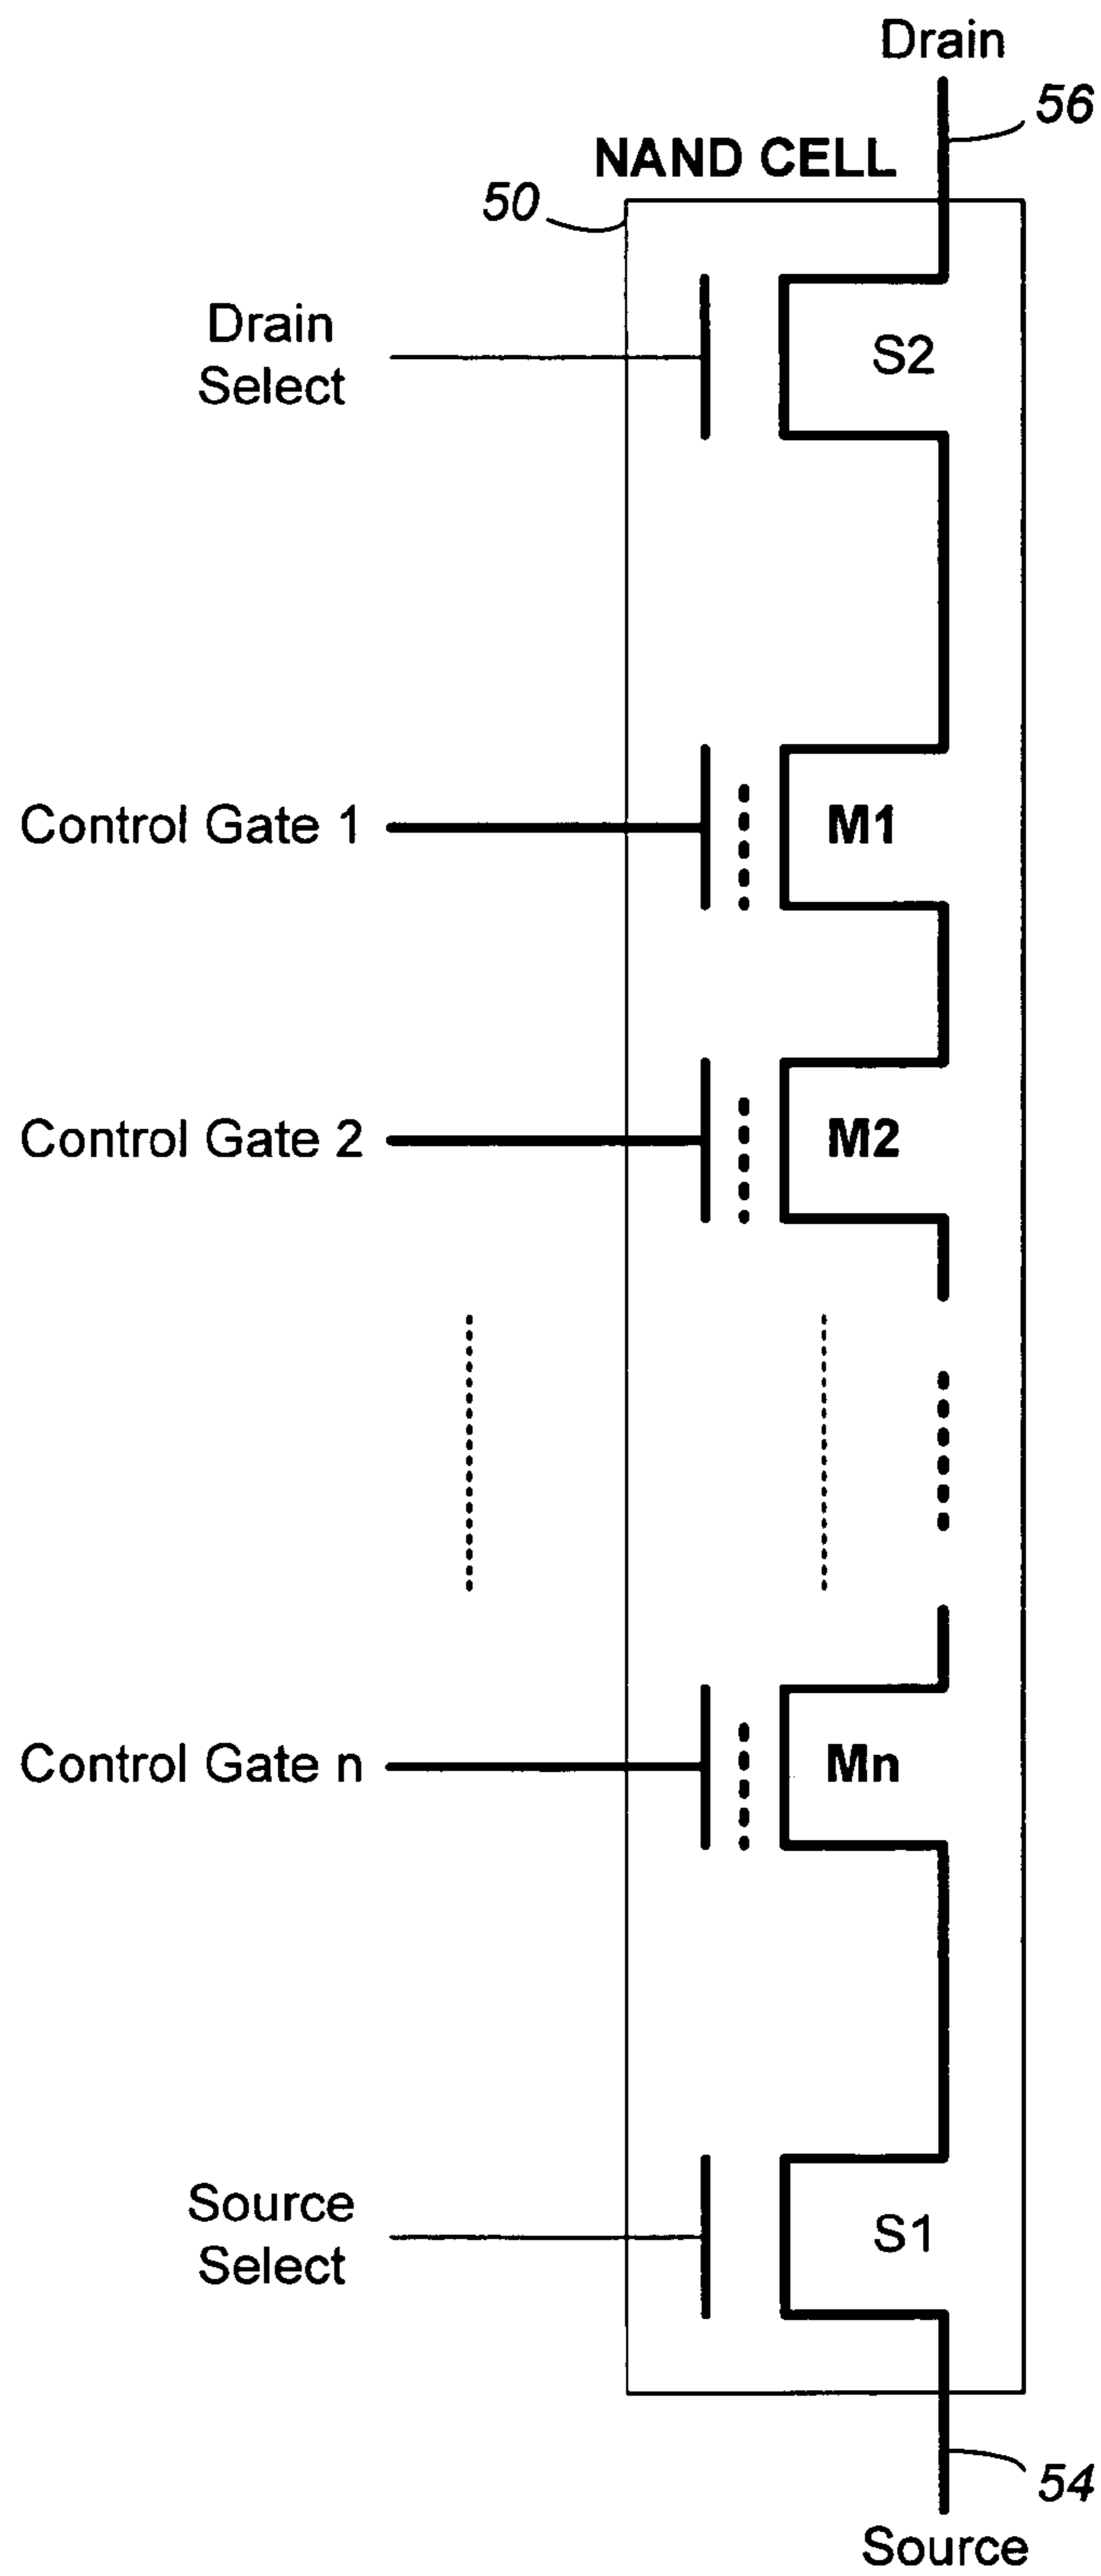 Drain
56
NAND CELL
50
Drain
Select
S2
Control Gate 1
M1
Control Gate 2
M2
Control Gate n
Mn
Source
Select
S1
54
Source